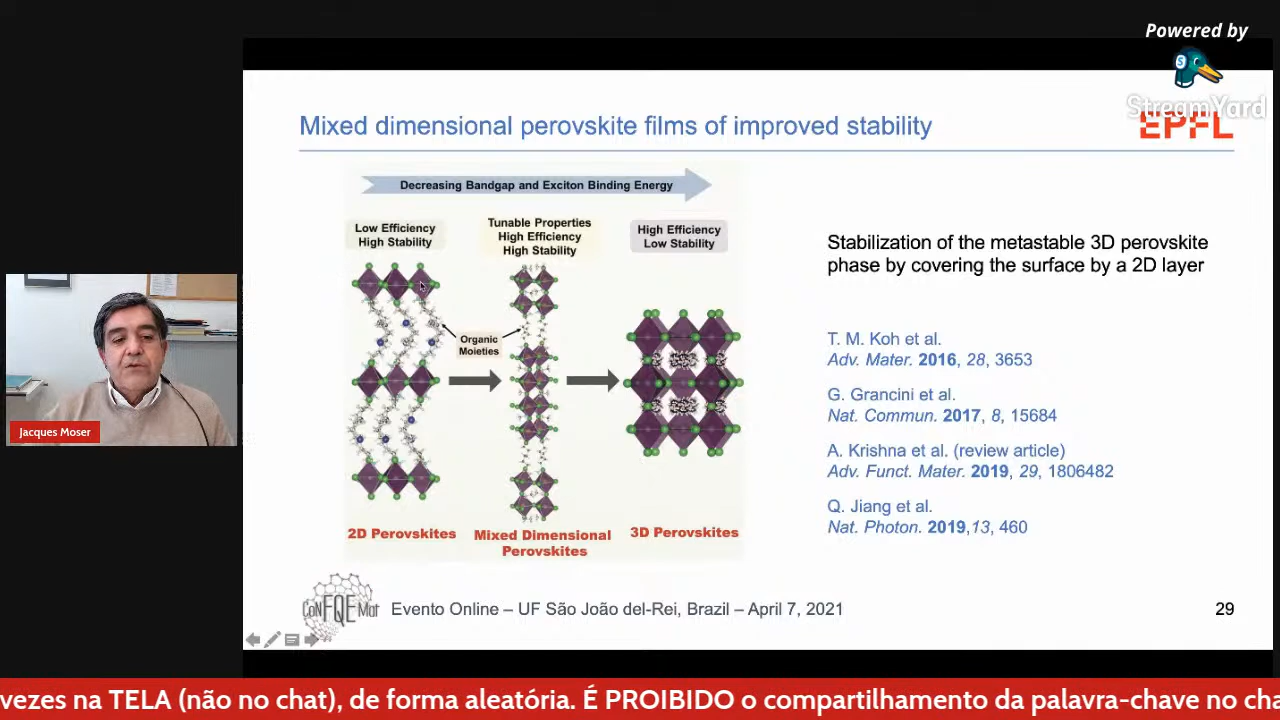 Powered by
StreamYard
Mixed dimensional perovskite films of improved stability
EPFL
Decreasing Bandgap and Exciton Binding Energy
Low Efficiency
High Stability
Tunable Properties
High Efficiency
High Stability
High Efficiency
Low Stability
Organic
Moieties
2D Perovskites
Mixed Dimensional
Perovskites
3D Perovskites
Stabilization of the metastable 3D perovskite
phase by covering the surface by a 2D layer
T. M. Koh et al.
Adv. Mater. 2016, 28, 3653
G. Grancini et al.
Nat. Commun. 2017, 8, 15684
A. Krishna et al. (review article)
Adv. Funct. Mater. 2019, 29, 1806482
Q. Jiang et al.
Nat. Photon. 2019,13, 460
Jacques Moser
CoNFQEMat
Evento Online – UF São João del-Rei, Brazil – April 7, 2021
29
vezes na TELA (não no chat), de forma aleatória. É PROIBIDO o compartilhamento da palavra-chave no cha